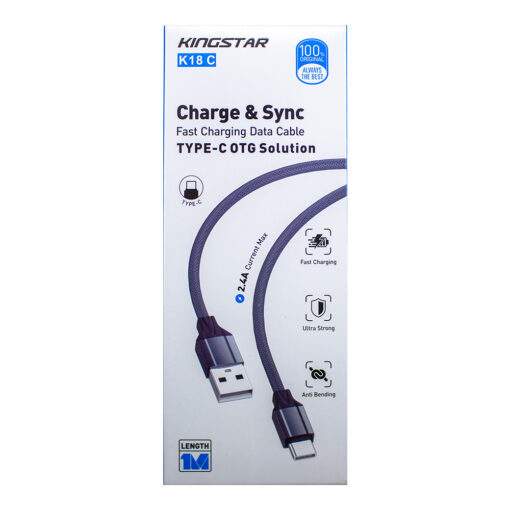 KINGSTAR
K18 C
100%
ORIGINAL
ALWAYS
THE BEST
Charge & Sync
Fast Charging Data Cable
TYPE-C OTG Solution
TYPE-C
2.4A Current Max
Fast Charging
Ultra Strong
Anti Bending
LENGTH
1M